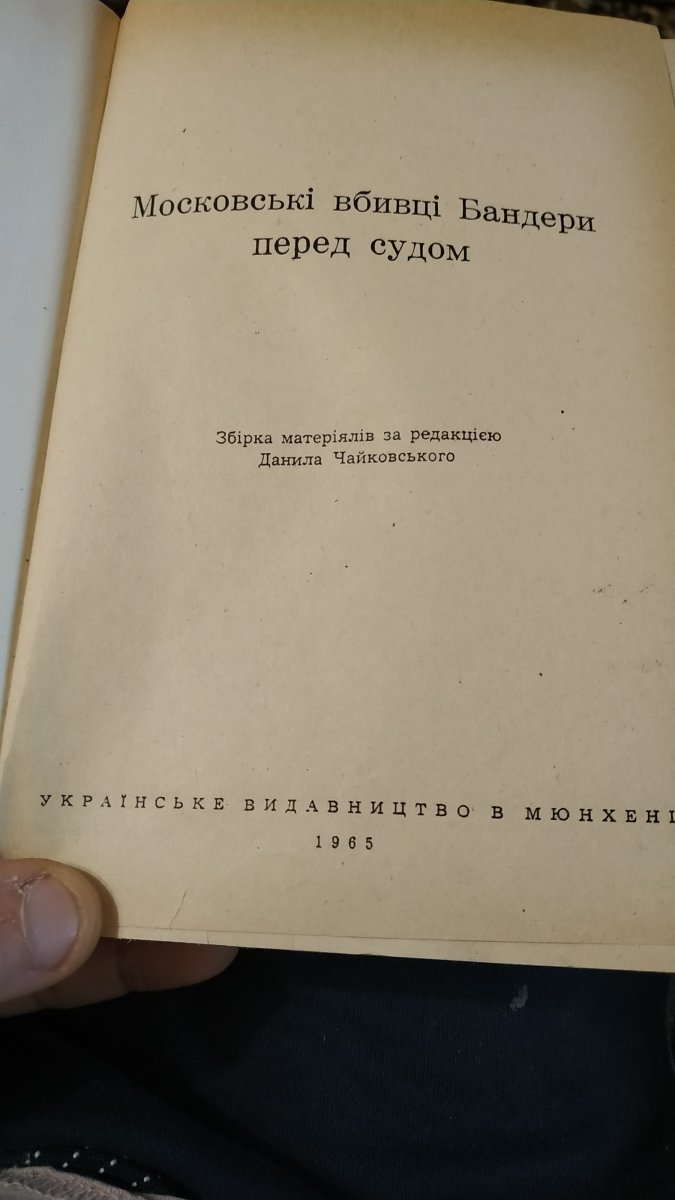 Московські вбивці Бандери
перед судом
Збірка матеріялів за редакцією
Данила Чайковського
УКРАЇНСЬКЕ ВИДАВНИЦТВО В МЮНХЕНІ
1965